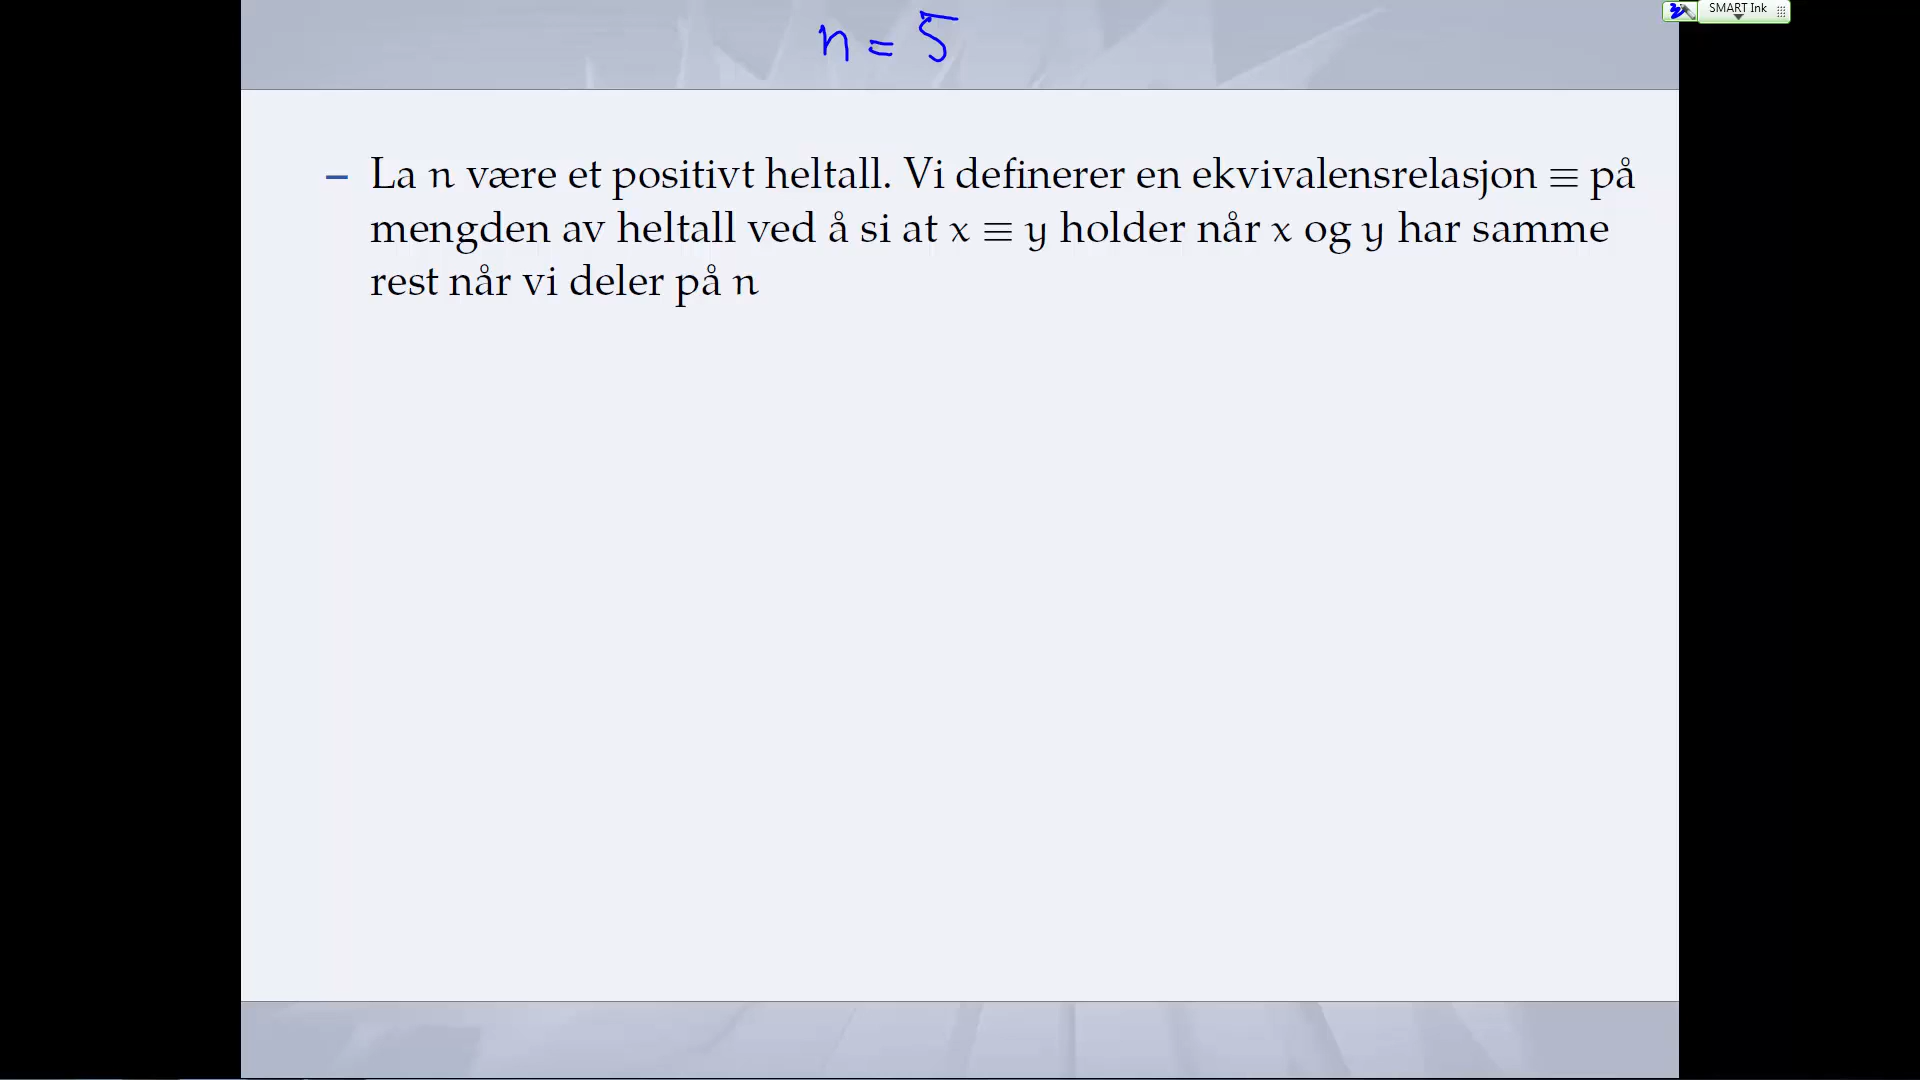 SMART Ink
n = 5
– La n være et positivt heltall. Vi definerer en ekvivalensrelasjon ≡ på
mengden av heltall ved å si at x ≡ y holder når x og y har samme
rest når vi deler på n